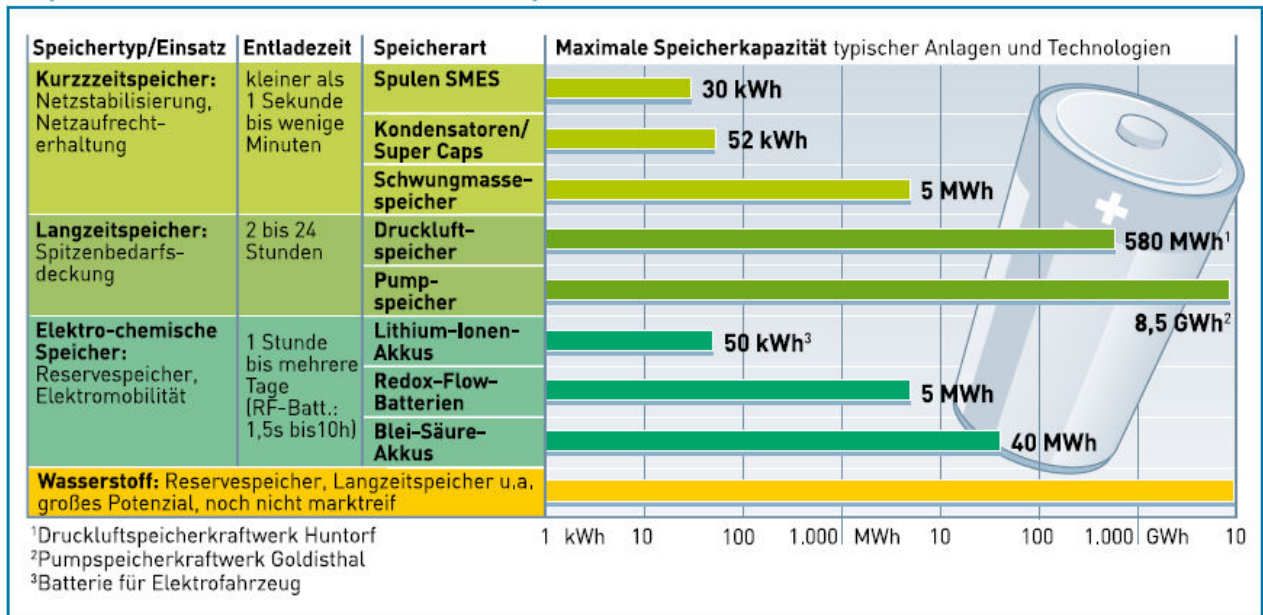 Speichertyp/Einsatz Entladezeit Speicherart Maximale Speicherkapazität typischer Anlagen und Technologien
Kurzzzeitspeicher:
Netzstabilisierung,
Netzaufrecht-
erhaltung
kleiner als
1 Sekunde
bis wenige
Minuten
Spulen SMES
30 kWh
Kondensatoren/
Super Caps
52 kWh
Schwungmasse-
speicher
5 MWh
Langzeitspeicher:
Spitzenbedarfs-
deckung
2 bis 24
Stunden
Druckluft-
speicher
580 MWh¹
Pump-
speicher
8,5 GWh²
Elektro-chemische
Speicher:
Reservespeicher,
Elektromobilität
1 Stunde
bis mehrere
Tage
(RF-Batt.:
1,5s bis10h)
Lithium-Ionen-
Akkus
50 kWh³
Redox-Flow-
Batterien
5 MWh
Blei-Säure-
Akkus
40 MWh
Wasserstoff: Reservespeicher, Langzeitspeicher u.a.
großes Potenzial, noch nicht marktreif
1 kWh 10 100 1.000 MWh 10 100 1.000 GWh 10
¹Druckluftspeicherkraftwerk Huntorf
²Pumpspeicherkraftwerk Goldisthal
³Batterie für Elektrofahrzeug